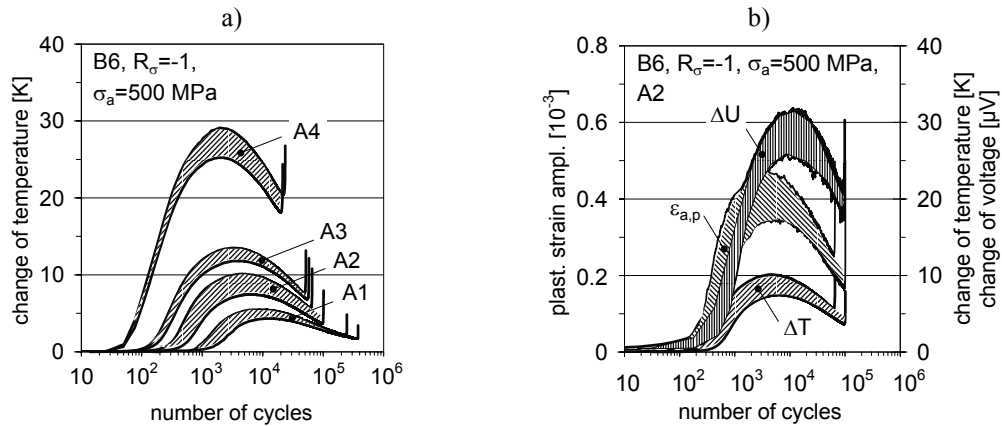 a)
change of temperature [K]
40
30
20
10
0
B6, Rσ=-1,
σa=500 MPa
A4
A3
A2
A1
10 10² 10³ 10⁴ 10⁵ 10⁶
number of cycles
b)
plast. strain ampl. [10⁻³]
0.8
0.6
0.4
0.2
0
B6, Rσ=-1, σa=500 MPa,
A2
ΔU
εa,p
ΔT
40
30
20
10
0
change of temperature [K]
change of voltage [µV]
10 10² 10³ 10⁴ 10⁵ 10⁶
number of cycles